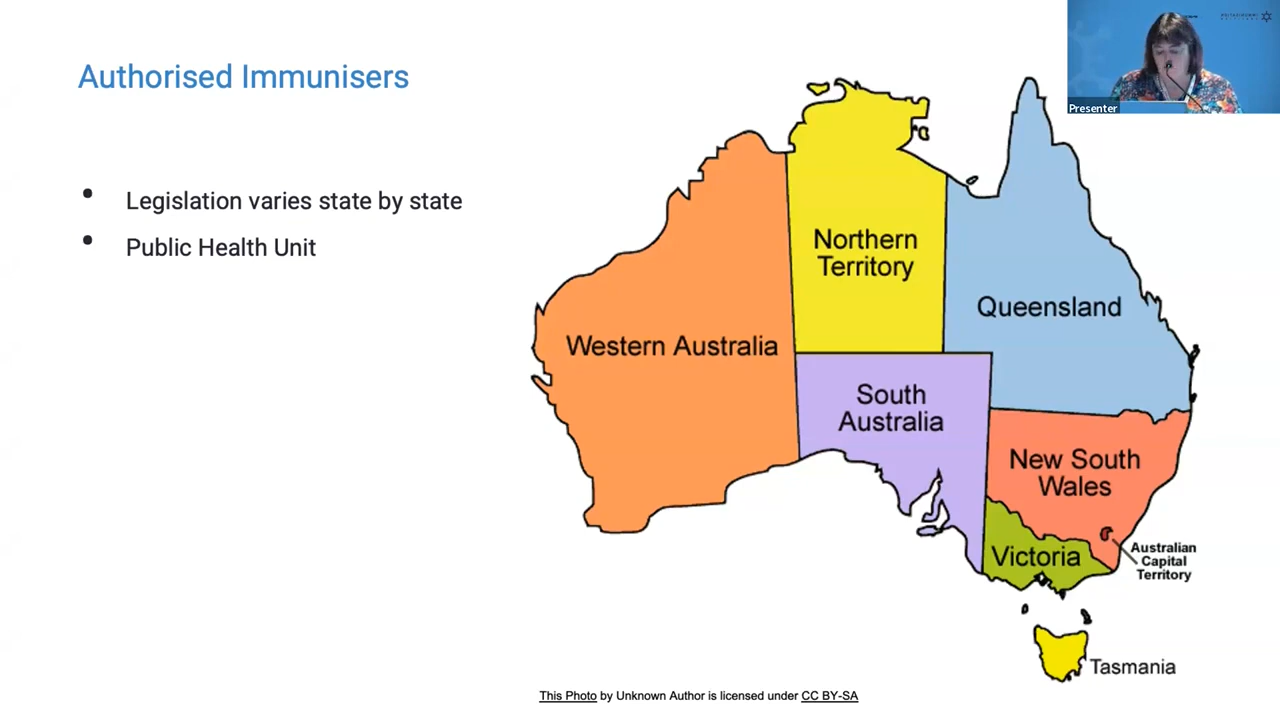 Authorised Immunisers
Presenter
• Legislation varies state by state
• Public Health Unit
Northern
Territory
Queensland
Western Australia
South
Australia
New South
Wales
Victoria
Australian
Capital
Territory
Tasmania
This Photo by Unknown Author is licensed under CC BY-SA